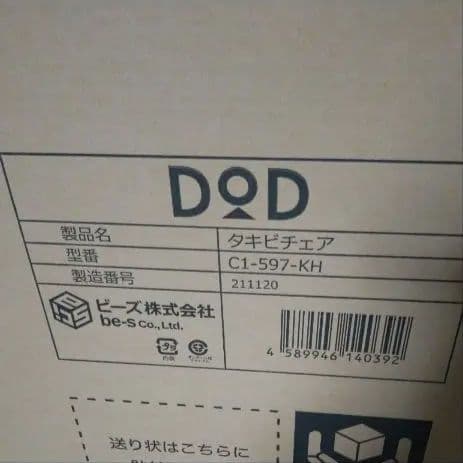 DOD
製品名 タキビチェア
型番 C1-597-KH
製造番号 211120
ビーズ株式会社
be-s Co.,Ltd.
4 589946 140392
送り状はこちらに